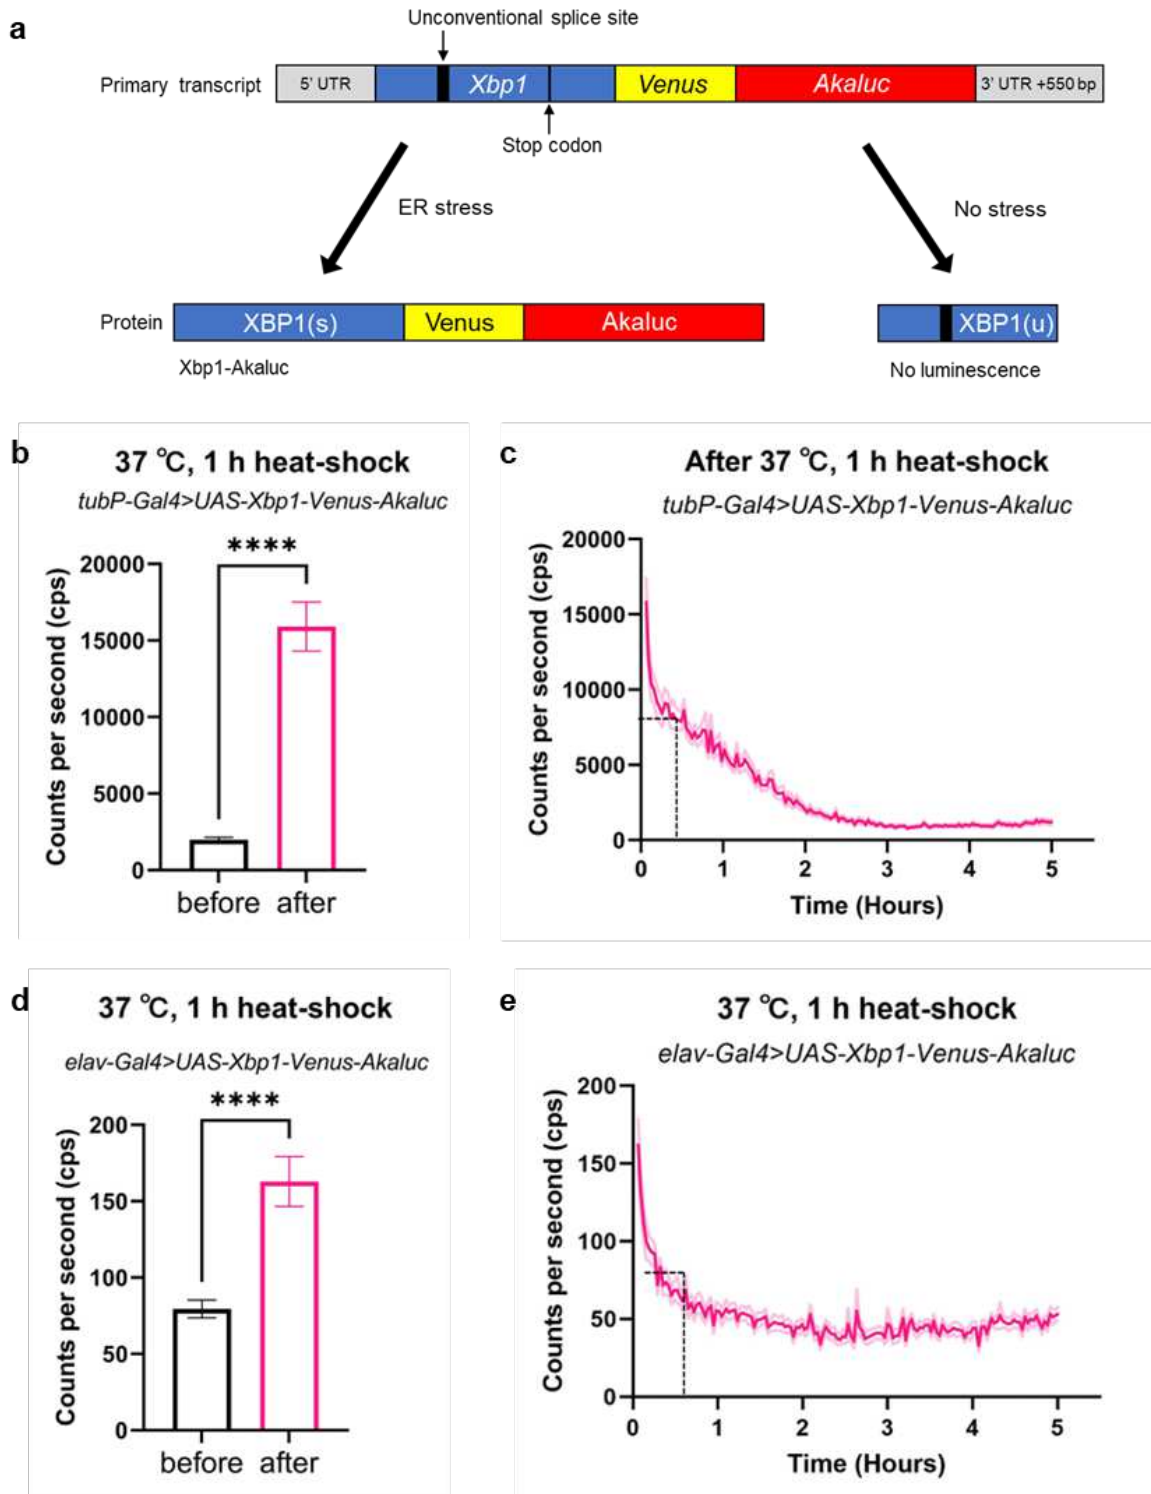 a
Unconventional splice site
Primary transcript
5' UTR
Xbp1
Venus
Akaluc
3' UTR +550 bp
Stop codon
ER stress
No stress
Protein
XBP1(s)
Venus
Akaluc
XBP1(u)
Xbp1-Akaluc
No luminescence
b
37 °C, 1 h heat-shock
tubP-Gal4>UAS-Xbp1-Venus-Akaluc
****
Counts per second (cps)
20000
15000
10000
5000
0
before after
c
After 37 °C, 1 h heat-shock
tubP-Gal4>UAS-Xbp1-Venus-Akaluc
Counts per second (cps)
20000
15000
10000
5000
0
0 1 2 3 4 5
Time (Hours)
d
37 °C, 1 h heat-shock
elav-Gal4>UAS-Xbp1-Venus-Akaluc
****
Counts per second (cps)
200
150
100
50
0
before after
e
37 °C, 1 h heat-shock
elav-Gal4>UAS-Xbp1-Venus-Akaluc
Counts per second (cps)
200
150
100
50
0
0 1 2 3 4 5
Time (Hours)